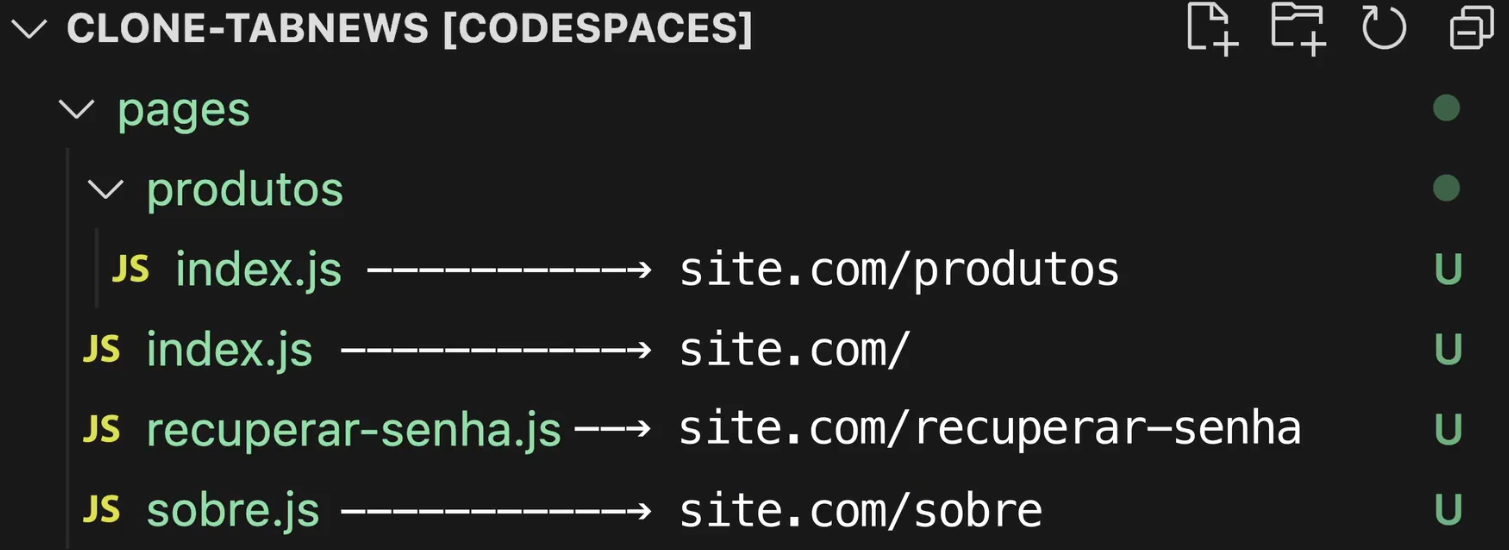 CLONE-TABNEWS [CODESPACES]
pages
produtos
JS index.js ———————————→ site.com/produtos U
JS index.js ————————————→ site.com/ U
JS recuperar-senha.js ——→ site.com/recuperar-senha U
JS sobre.js ————————————→ site.com/sobre U